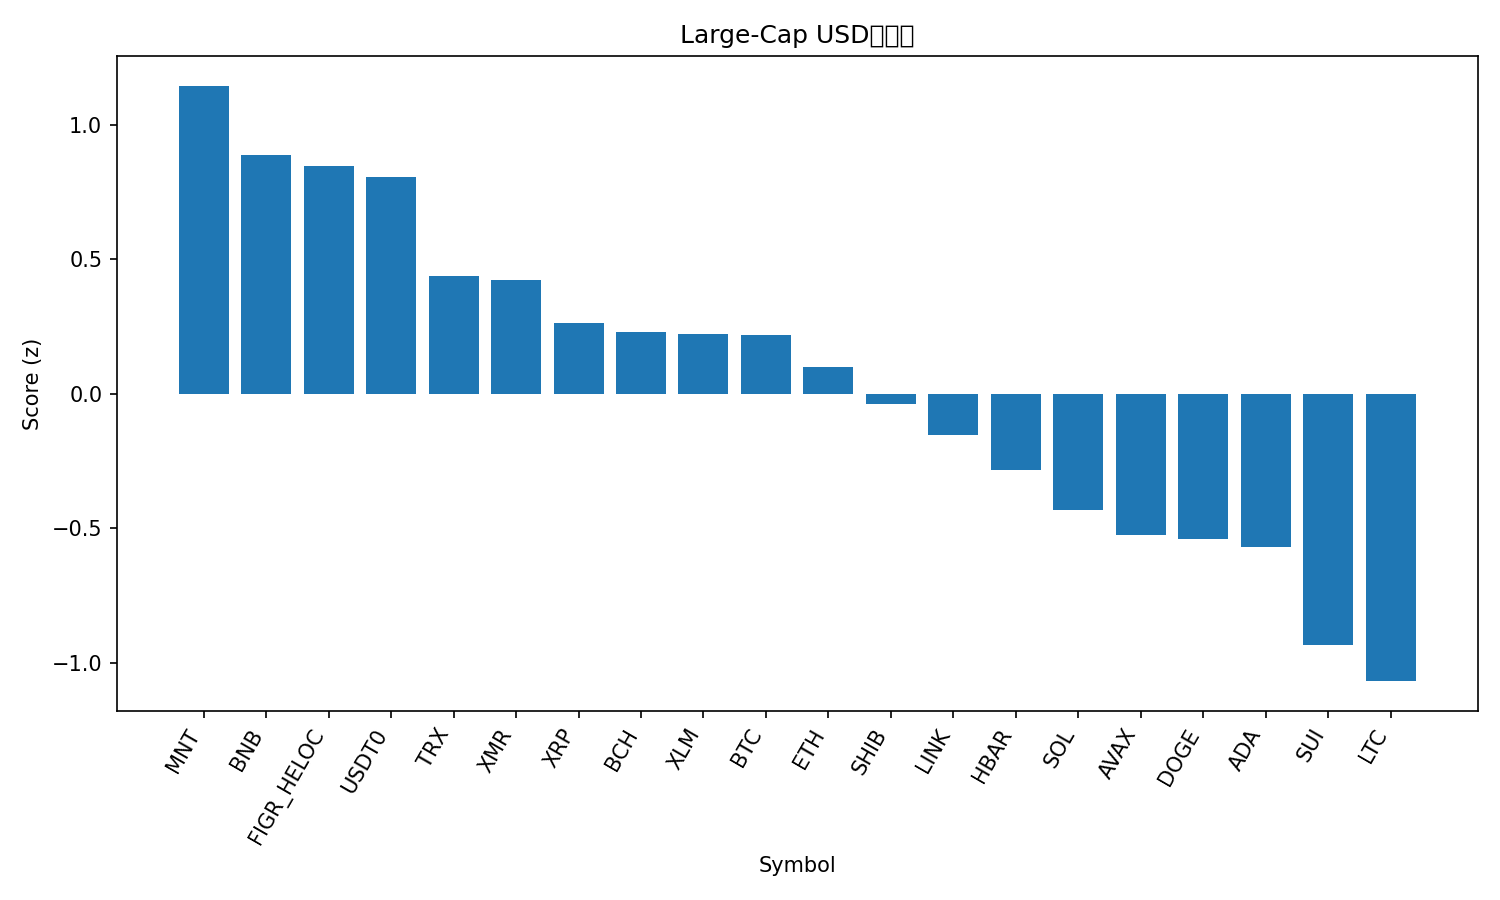 Large-Cap USD
1.0
0.5
0.0
−0.5
−1.0
Score (z)
MNT
BNB
FIGR_HELOC
USDT0
TRX
XMR
XRP
BCH
XLM
BTC
ETH
SHIB
LINK
HBAR
SOL
AVAX
DOGE
ADA
SUI
LTC
Symbol